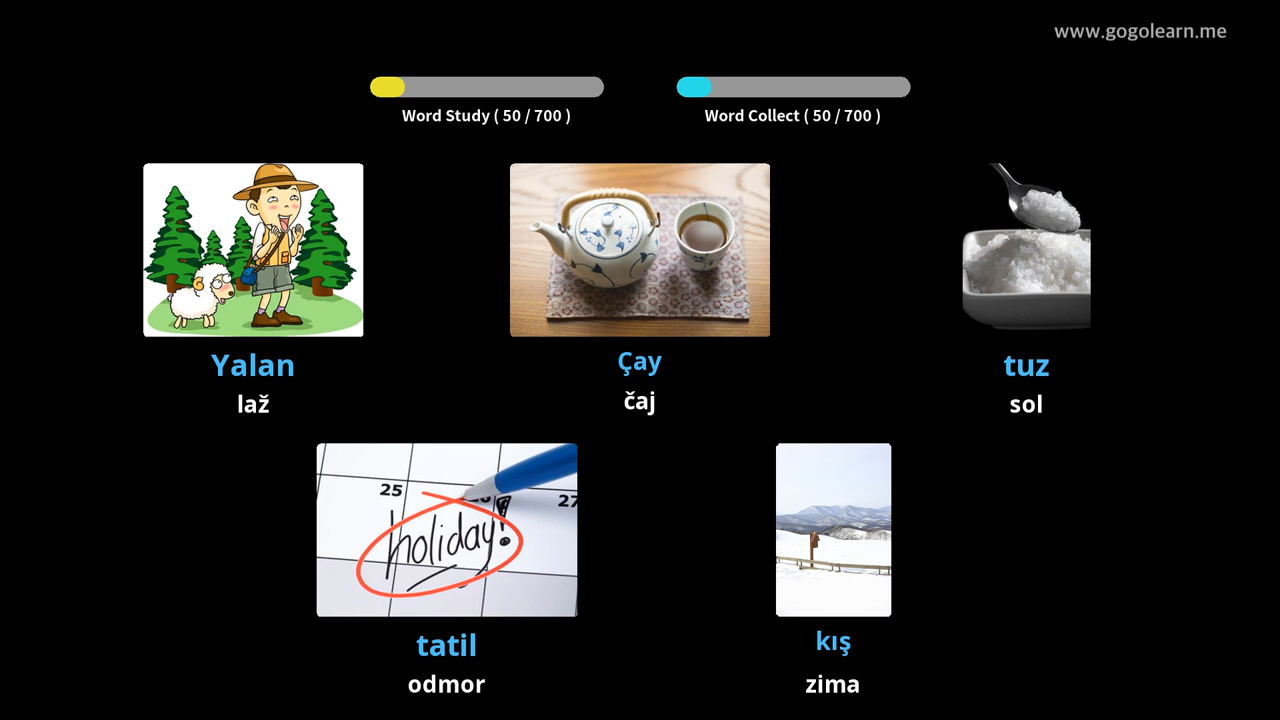 www.gogolearn.me
Word Study ( 50 / 700 )
Word Collect ( 50 / 700 )
Yalan
laž
Çay
čaj
tuz
sol
25
27
holiday!
tatil
odmor
kış
zima